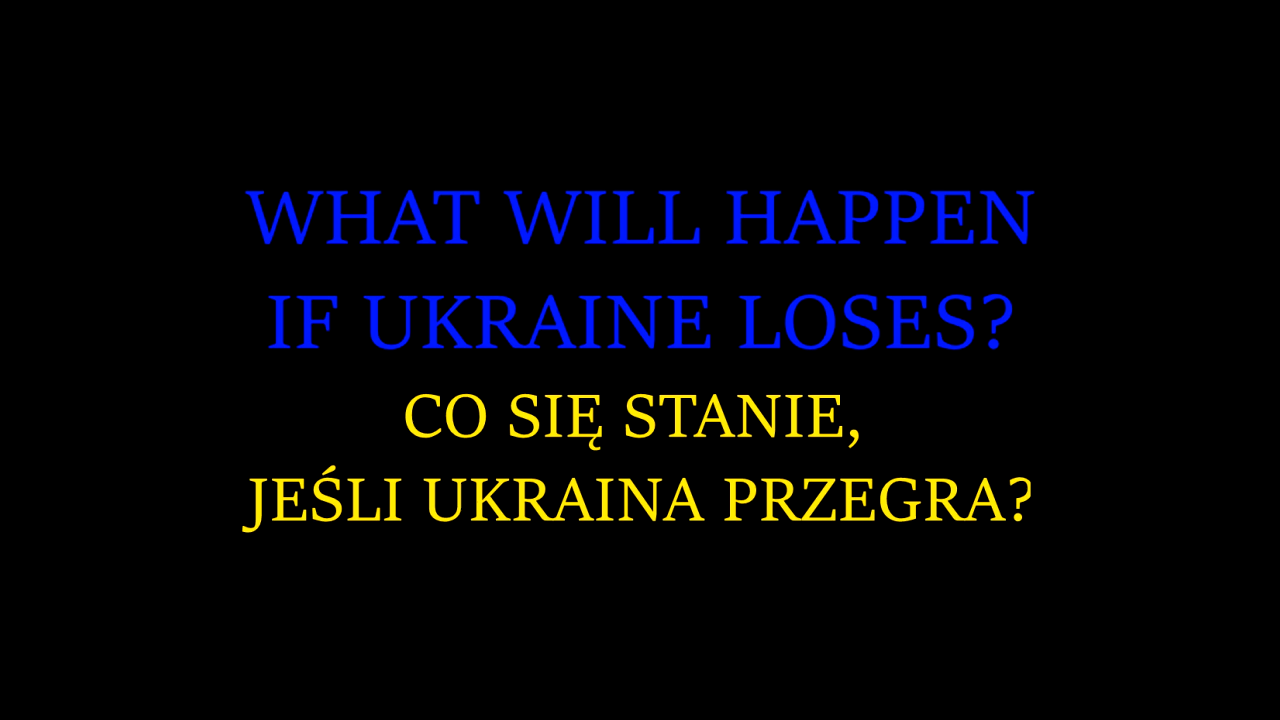 WHAT WILL HAPPEN
IF UKRAINE LOSES?
CO SIĘ STANIE,
JEŚLI UKRAINA PRZEGRA?